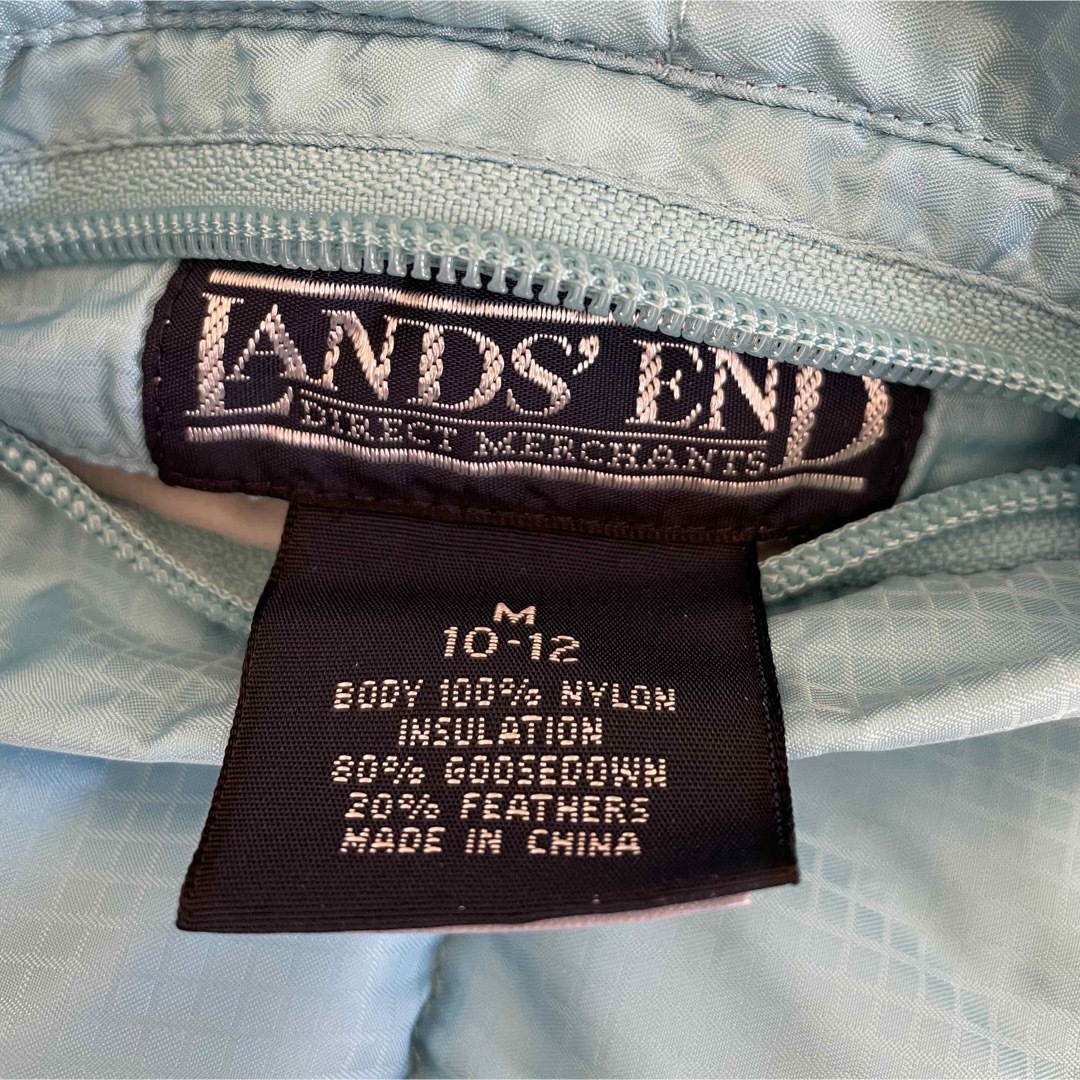 LANDS' END
DIRECT MERCHANTS
M
10-12
BODY 100% NYLON
INSULATION
80% GOOSEDOWN
20% FEATHERS
MADE IN CHINA